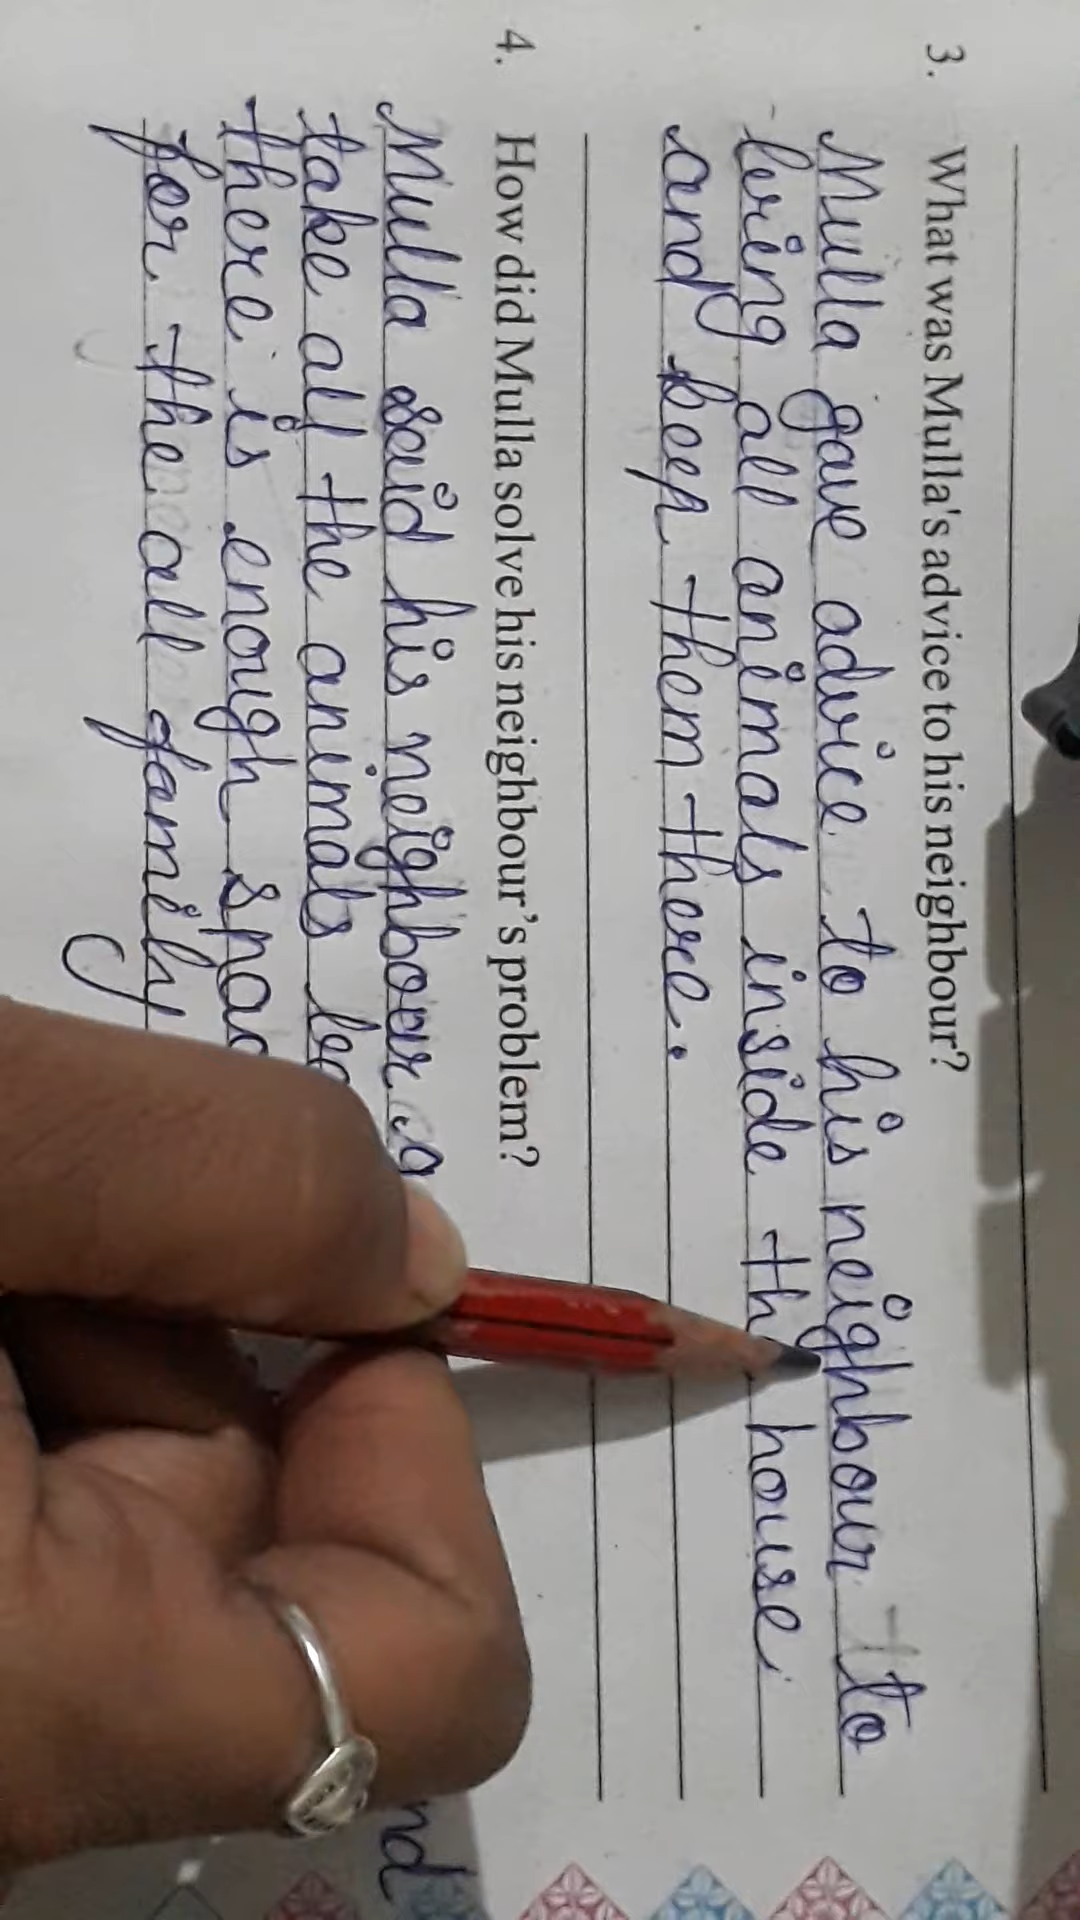 3. What was Mulla's advice to his neighbour?
Mulla gave advice to his neighbour to
bring all animals inside th house
and keep them there.
4. How did Mulla solve his neighbour's problem?
Mulla said his neighbour nd
take all the animals
there is enough
for the all family